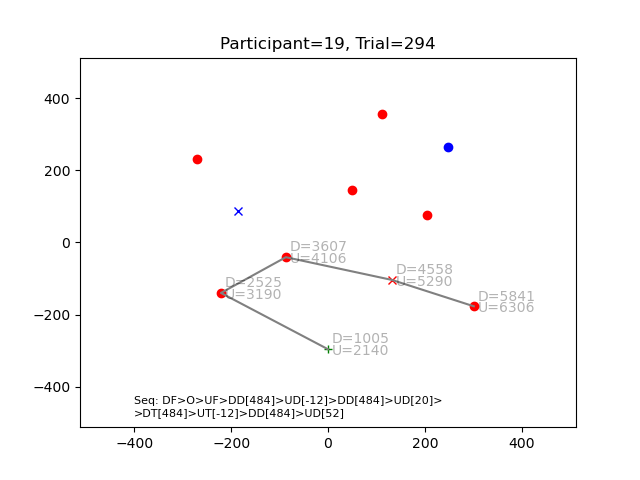 Participant=19, Trial=294
400
200
0
−200
−400
D=3607
U=4106
D=4558
U=5290
D=2525
U=3190
D=5841
U=6306
D=1005
U=2140
Seq: DF>O>UF>DD[484]>UD[-12]>DD[484]>UD[20]>
>DT[484]>UT[-12]>DD[484]>UD[52]
−400
−200
0
200
400